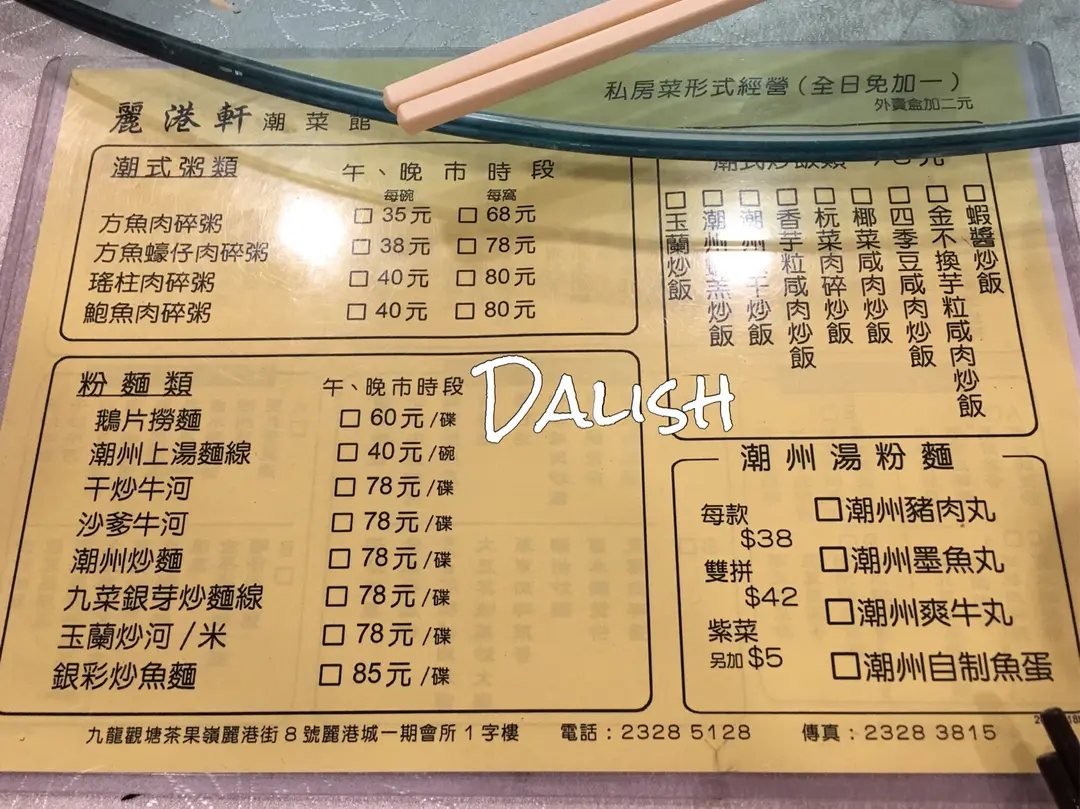 麗港軒潮菜館
私房菜形式經營(全日免加一)
外賣盒加二元
潮式粥類
午、晚市時段
每碗 每窩
方魚肉碎粥 □ 35元 □ 68元
方魚蠔仔肉碎粥 □ 38元 □ 78元
瑤柱肉碎粥 □ 40元 □ 80元
鮑魚肉碎粥 □ 40元 □ 80元
粉麵類
午、晚市時段
鵝片撈麵 □ 60元/碟
潮州上湯麵線 □ 40元/碗
干炒牛河 □ 78元/碟
沙爹牛河 □ 78元/碟
潮州炒麵 □ 78元/碟
九菜銀芽炒麵線 □ 78元/碟
玉蘭炒河/米 □ 78元/碟
銀彩炒魚麵 □ 85元/碟
Dalish
潮式炒飯類
□蝦醬炒飯
□金不換芋粒咸肉炒飯
□四季豆咸肉炒飯
□椰菜咸肉炒飯
□杬菜肉碎炒飯
□香芋粒咸肉炒飯
□潮州 炒飯
□潮州 炒飯
□玉蘭炒飯
潮州湯粉麵
每款 $38
雙拼 $42
紫菜 另加 $5
□潮州豬肉丸
□潮州墨魚丸
□潮州爽牛丸
□潮州自制魚蛋
九龍觀塘茶果嶺麗港街8號麗港城一期會所1字樓 電話:2328 5128 傳真:2328 3815